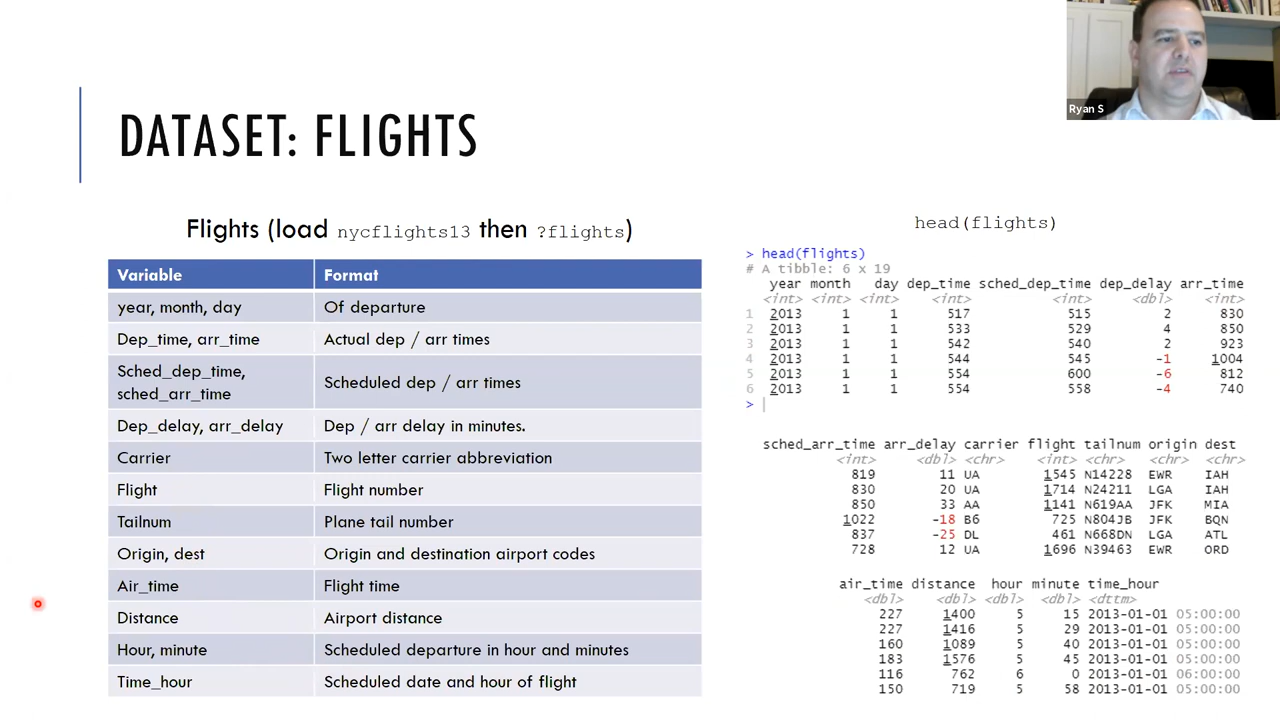 Ryan S
DATASET: FLIGHTS
Flights (load nycflights13 then ?flights)
Variable Format
year, month, day Of departure
Dep_time, arr_time Actual dep / arr times
Sched_dep_time,
sched_arr_time Scheduled dep / arr times
Dep_delay, arr_delay Dep / arr delay in minutes.
Carrier Two letter carrier abbreviation
Flight Flight number
Tailnum Plane tail number
Origin, dest Origin and destination airport codes
Air_time Flight time
Distance Airport distance
Hour, minute Scheduled departure in hour and minutes
Time_hour Scheduled date and hour of flight
head(flights)
> head(flights)
# A tibble: 6 x 19
year month day dep_time sched_dep_time dep_delay arr_time
<int> <int> <int> <int> <int> <dbl> <int>
1 2013 1 1 517 515 2 830
2 2013 1 1 533 529 4 850
3 2013 1 1 542 540 2 923
4 2013 1 1 544 545 -1 1004
5 2013 1 1 554 600 -6 812
6 2013 1 1 554 558 -4 740
>
sched_arr_time arr_delay carrier flight tailnum origin dest
<int> <dbl> <chr> <int> <chr> <chr> <chr>
819 11 UA 1545 N14228 EWR IAH
830 20 UA 1714 N24211 LGA IAH
850 33 AA 1141 N619AA JFK MIA
1022 -18 B6 725 N804JB JFK BQN
837 -25 DL 461 N668DN LGA ATL
728 12 UA 1696 N39463 EWR ORD
air_time distance hour minute time_hour
<dbl> <dbl> <dbl> <dbl> <dttm>
227 1400 5 15 2013-01-01 05:00:00
227 1416 5 29 2013-01-01 05:00:00
160 1089 5 40 2013-01-01 05:00:00
183 1576 5 45 2013-01-01 05:00:00
116 762 6 0 2013-01-01 06:00:00
150 719 5 58 2013-01-01 05:00:00